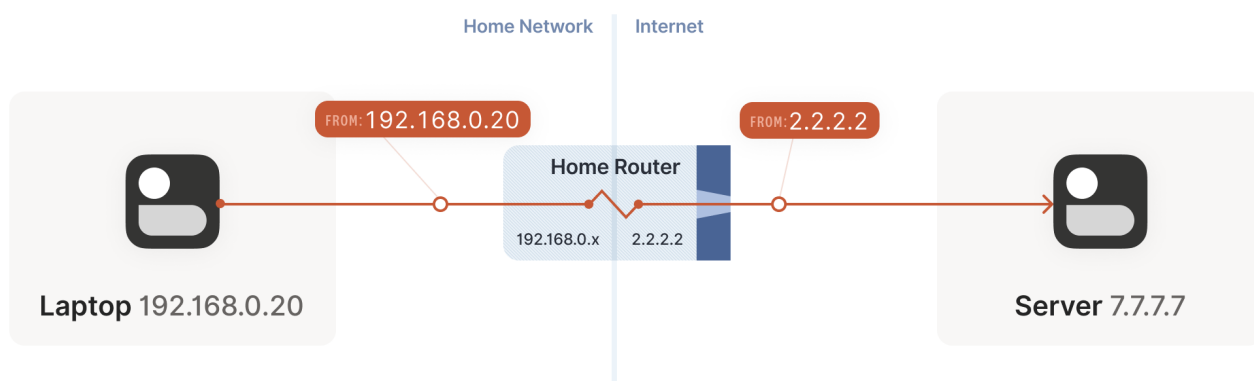 Home Network
Internet
FROM: 192.168.0.20
FROM: 2.2.2.2
Home Router
192.168.0.x
2.2.2.2
Laptop 192.168.0.20
Server 7.7.7.7